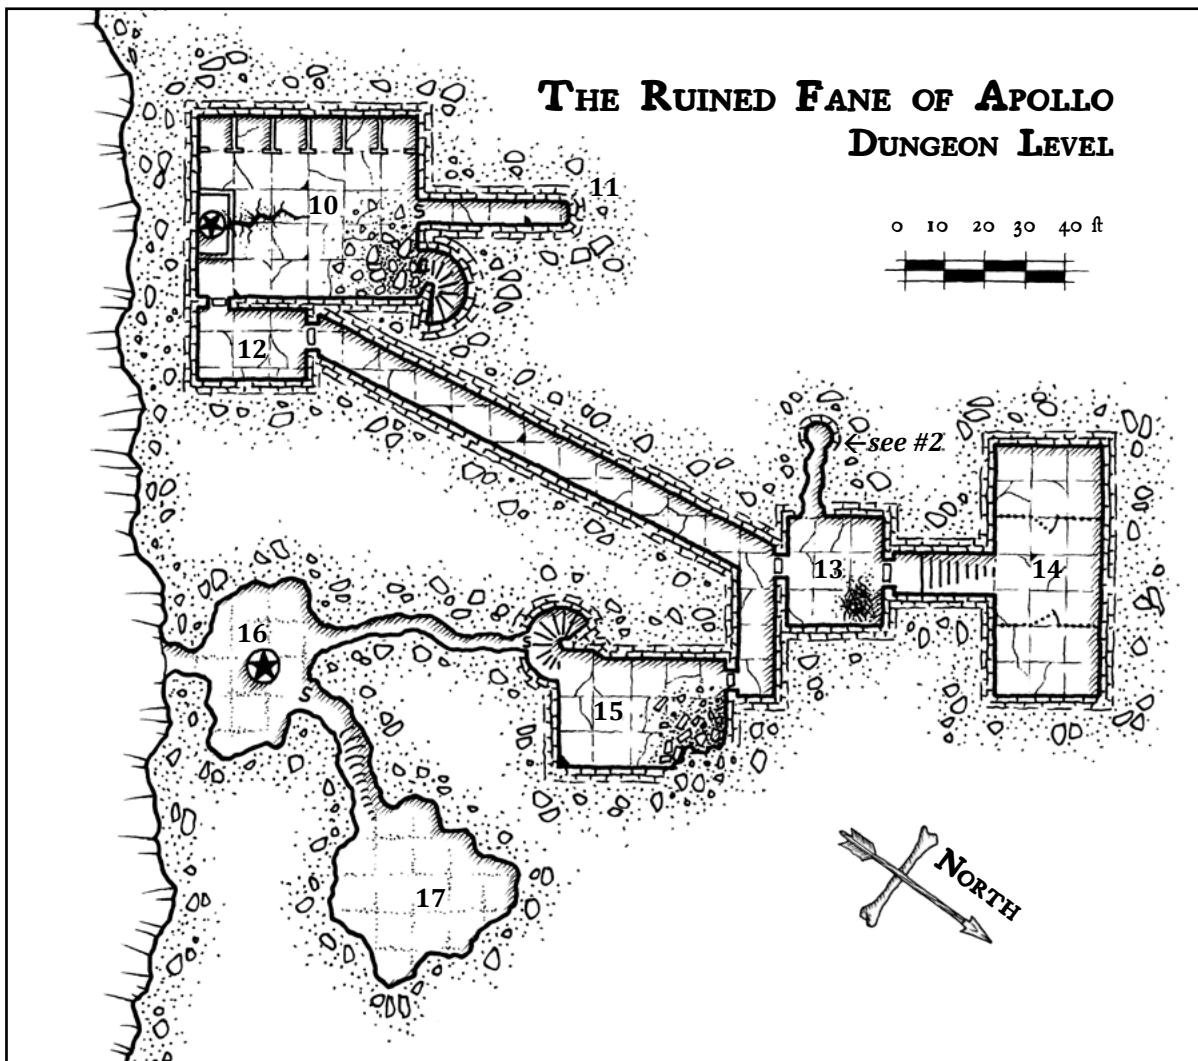 The Ruined Fane of Apollo
Dungeon Level
0 10 20 30 40 ft
11
10
S
12
←see #2
13
14
16
S
15
17
North